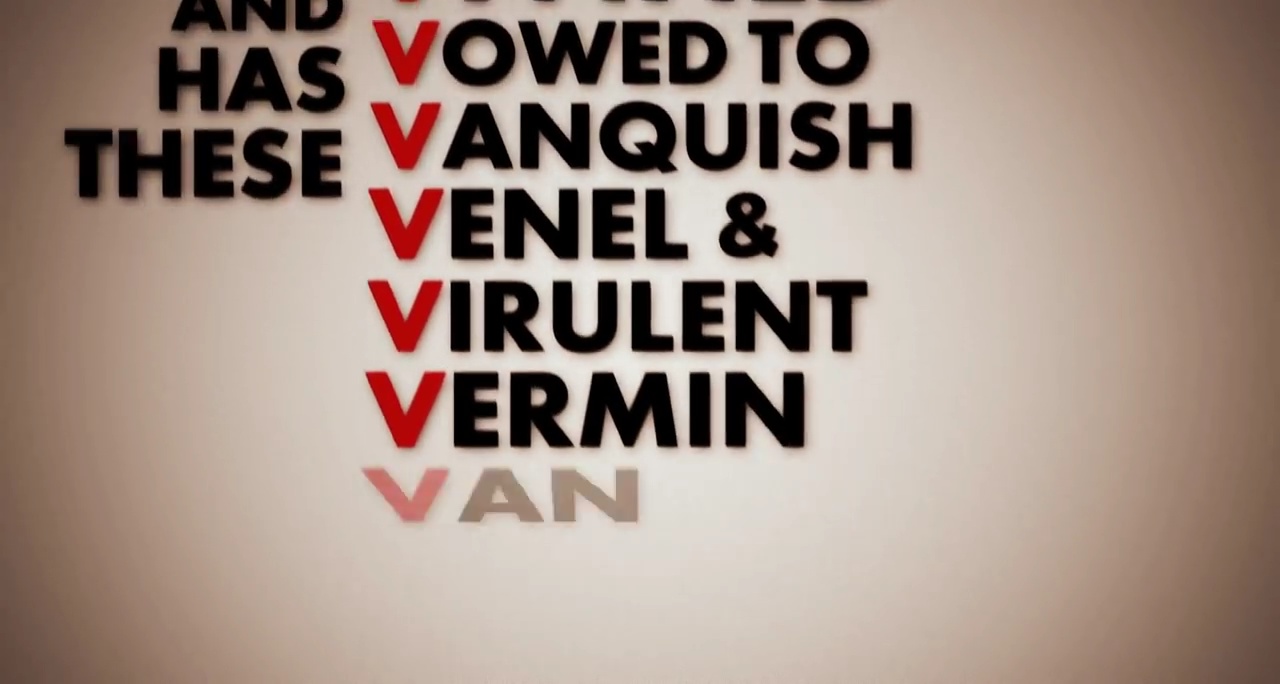 AND
HAS VOWED TO
THESE VANQUISH
VENEL &
VIRULENT
VERMIN
VAN